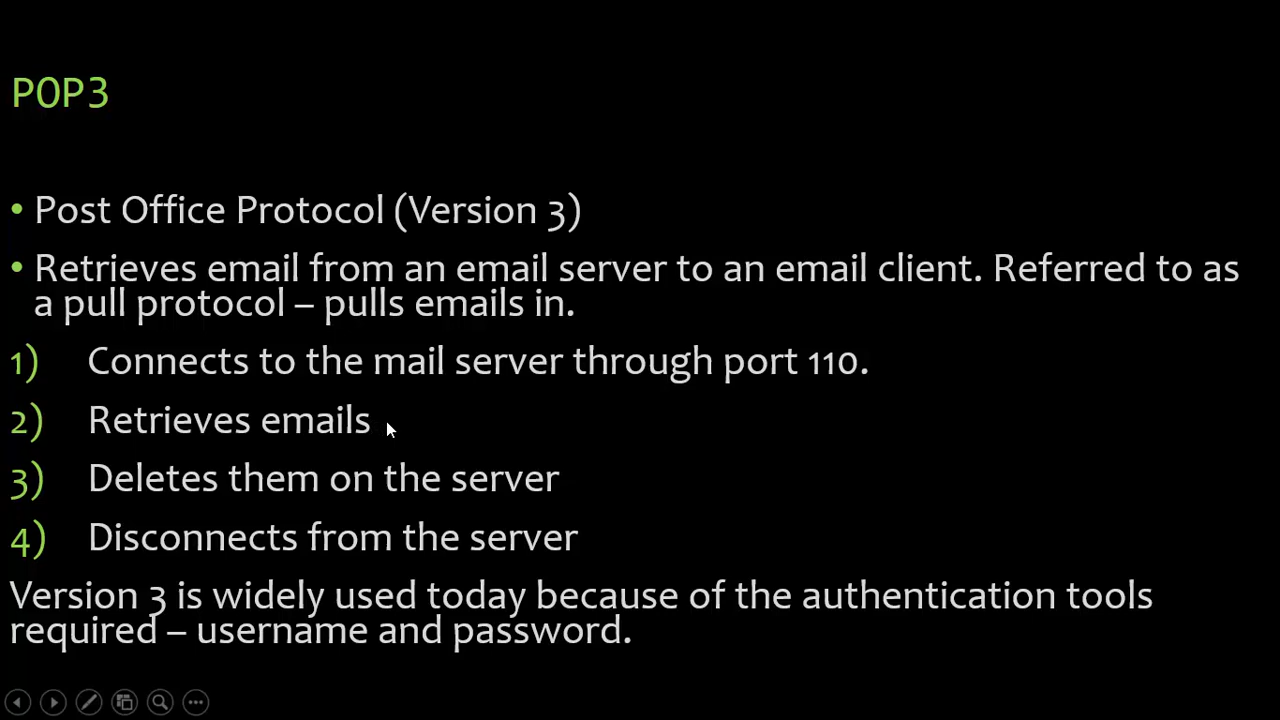 POP3
• Post Office Protocol (Version 3)
• Retrieves email from an email server to an email client. Referred to as
a pull protocol – pulls emails in.
1) Connects to the mail server through port 110.
2) Retrieves emails
3) Deletes them on the server
4) Disconnects from the server
Version 3 is widely used today because of the authentication tools
required – username and password.